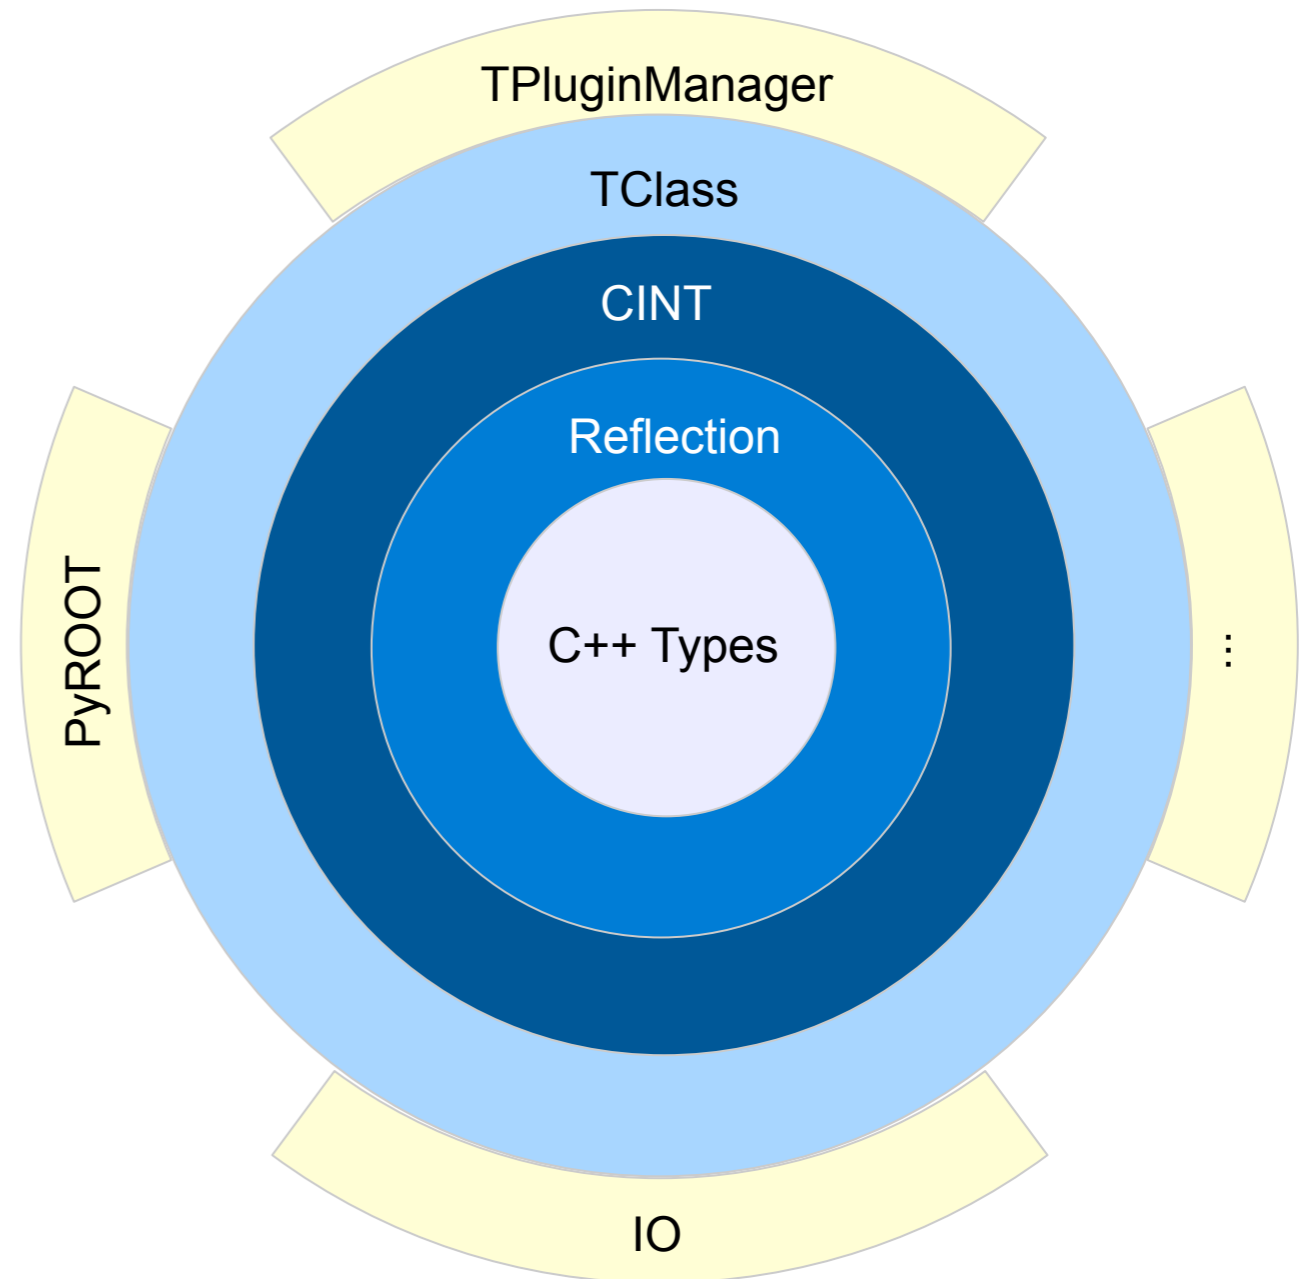 TPluginManager
TClass
CINT
Reflection
C++ Types
PyROOT
...
IO